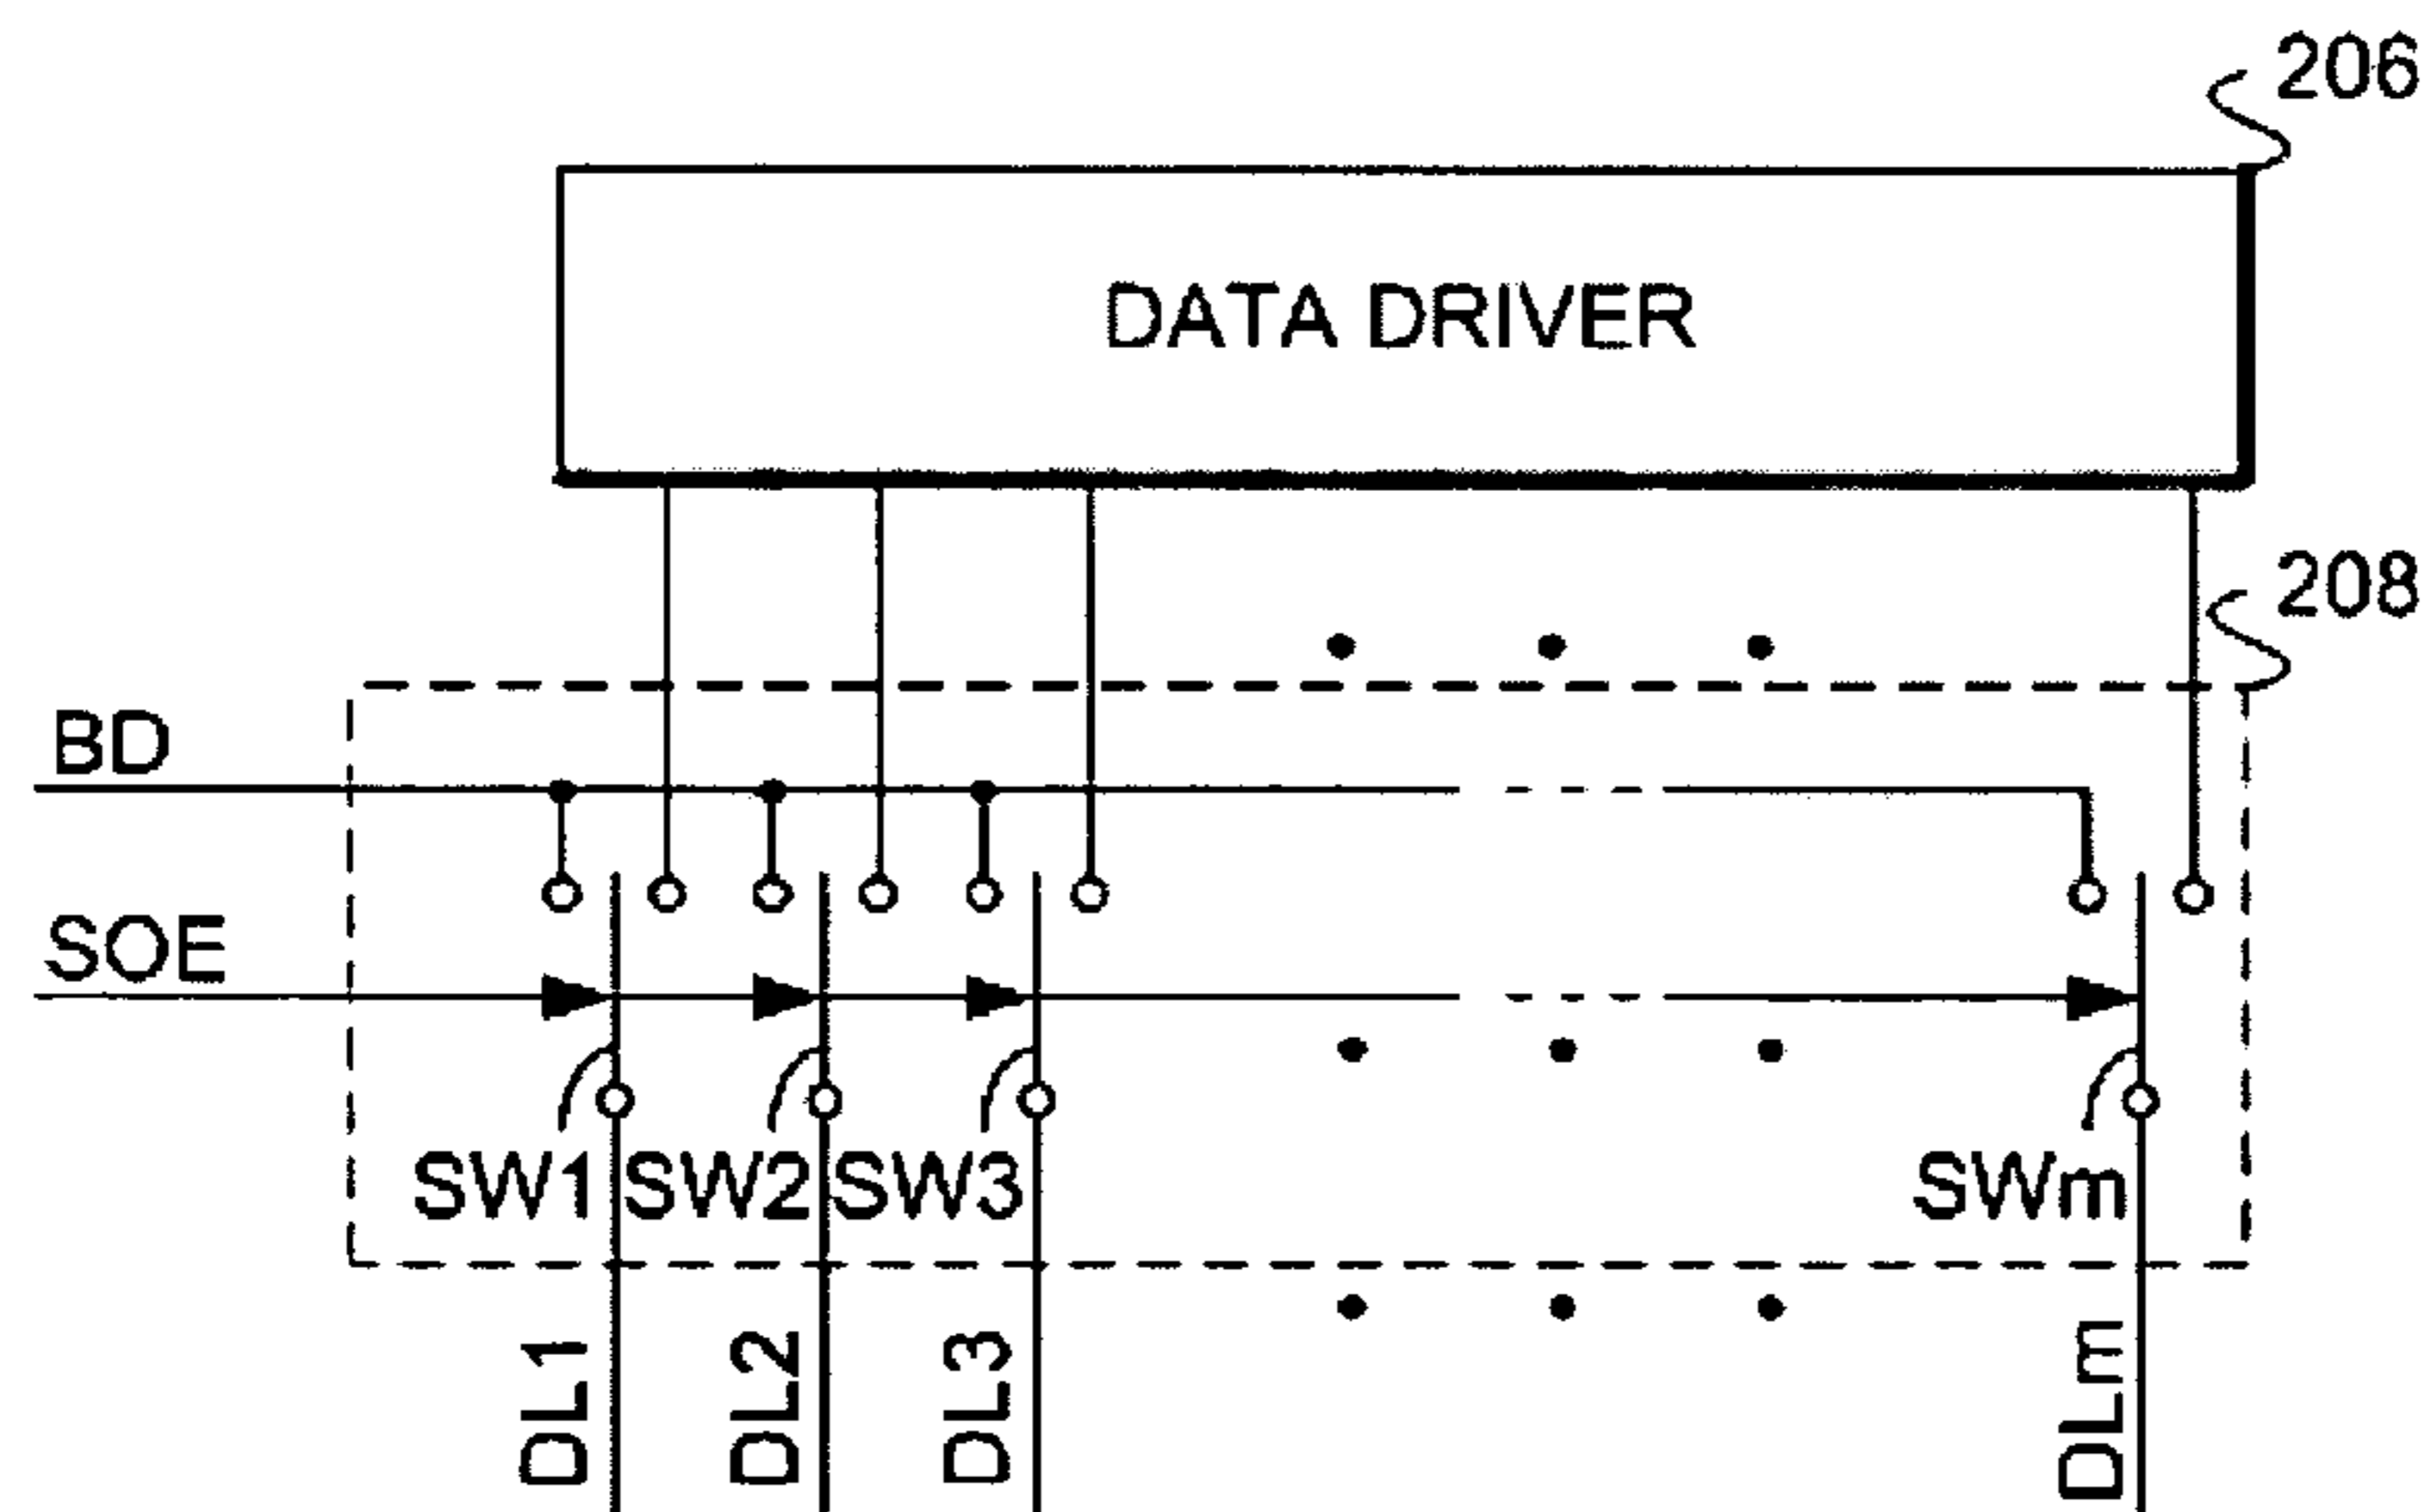 206
DATA DRIVER
208
BD
SOE
SW1 SW2 SW3 SWm
DL1 DL2 DL3 DLm